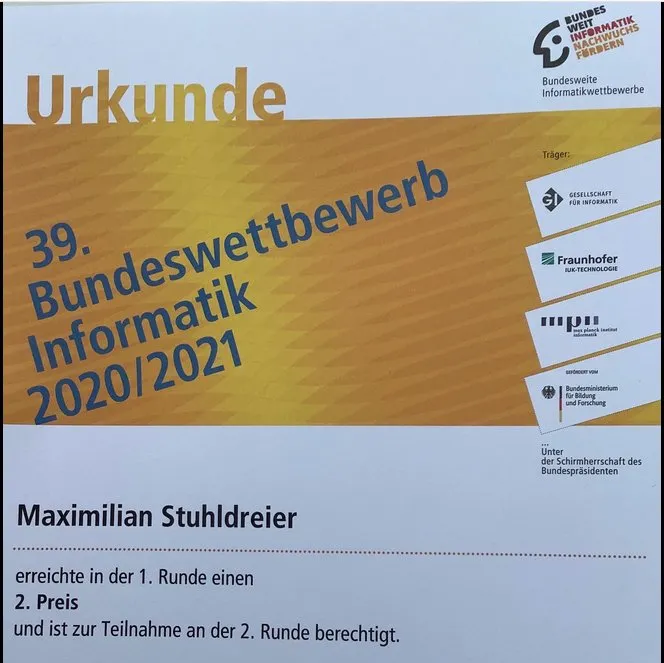 BUNDES
WEIT
INFORMATIK
NACHWUCHS
FÖRDERN
Bundesweite
Informatikwettbewerbe
Urkunde
Träger:
39.
Bundeswettbewerb
Informatik
2020/2021
GI
GESELLSCHAFT
FÜR INFORMATIK
Fraunhofer
IUK-TECHNOLOGIE
mpii
max planck institut
informatik
GEFÖRDERT VOM
Bundesministerium
für Bildung
und Forschung
...
Unter
der Schirmherrschaft des
Bundespräsidenten
Maximilian Stuhldreier
erreichte in der 1. Runde einen
2. Preis
und ist zur Teilnahme an der 2. Runde berechtigt.